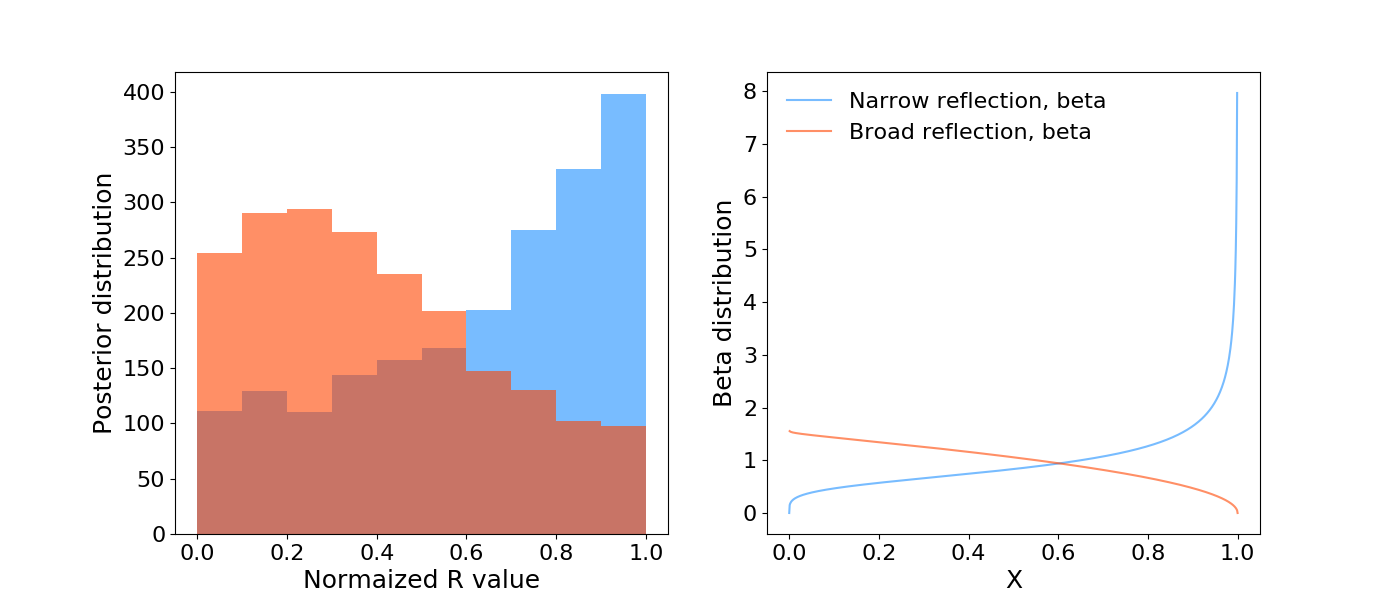 400
350
300
250
200
150
100
50
0
Posterior distribution
0.0 0.2 0.4 0.6 0.8 1.0
Normaized R value
8
7
6
5
4
3
2
1
0
Beta distribution
Narrow reflection, beta
Broad reflection, beta
0.0 0.2 0.4 0.6 0.8 1.0
X